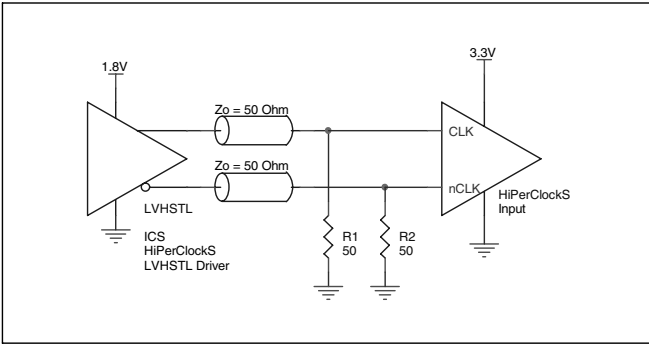 1.8V
3.3V
Zo = 50 Ohm
CLK
Zo = 50 Ohm
nCLK
HiPerClockS
Input
LVHSTL
ICS
HiPerClockS
LVHSTL Driver
R1
50
R2
50